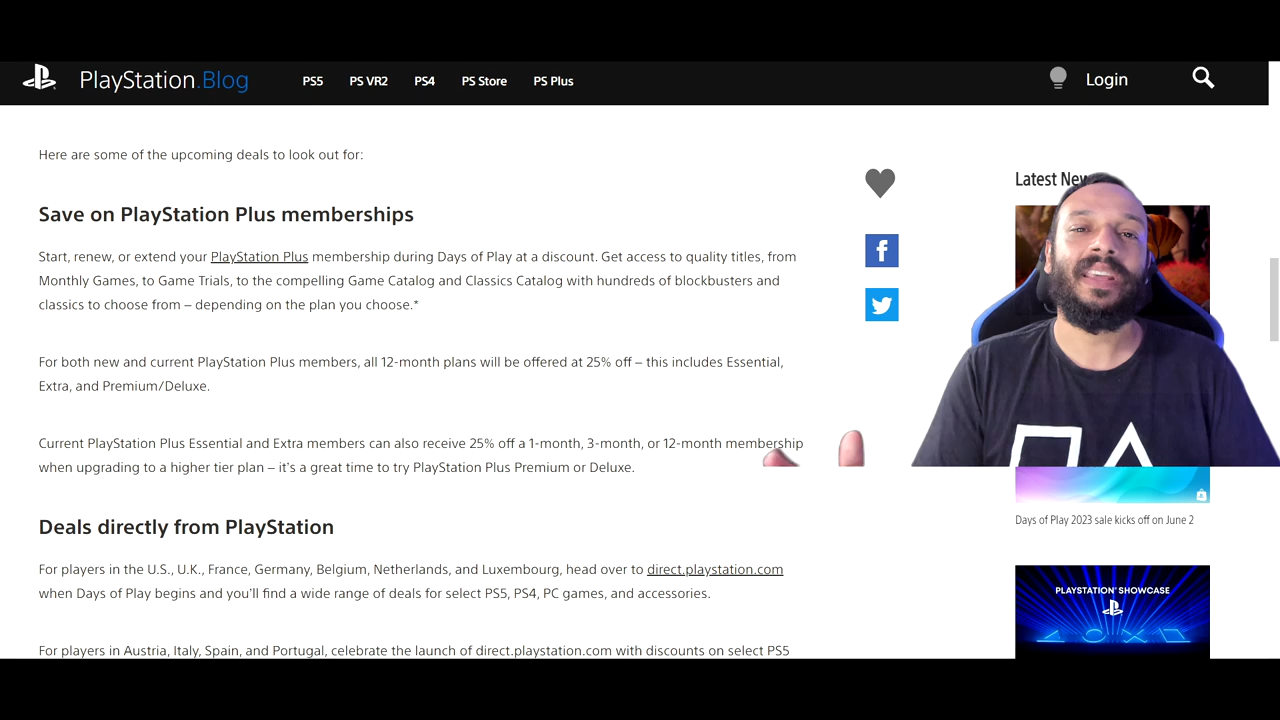 PlayStation.Blog
PS5
PS VR2
PS4
PS Store
PS Plus
Login
Here are some of the upcoming deals to look out for:
Save on PlayStation Plus memberships
Start, renew, or extend your PlayStation Plus membership during Days of Play at a discount. Get access to quality titles, from
Monthly Games, to Game Trials, to the compelling Game Catalog and Classics Catalog with hundreds of blockbusters and
classics to choose from – depending on the plan you choose.*
For both new and current PlayStation Plus members, all 12-month plans will be offered at 25% off – this includes Essential,
Extra, and Premium/Deluxe.
Current PlayStation Plus Essential and Extra members can also receive 25% off a 1-month, 3-month, or 12-month membership
when upgrading to a higher tier plan – it's a great time to try PlayStation Plus Premium or Deluxe.
Deals directly from PlayStation
For players in the U.S., U.K., France, Germany, Belgium, Netherlands, and Luxembourg, head over to direct.playstation.com
when Days of Play begins and you'll find a wide range of deals for select PS5, PS4, PC games, and accessories.
For players in Austria, Italy, Spain, and Portugal, celebrate the launch of direct.playstation.com with discounts on select PS5
Latest
Days of Play 2023 sale kicks off on June 2
PLAYSTATION SHOWCASE